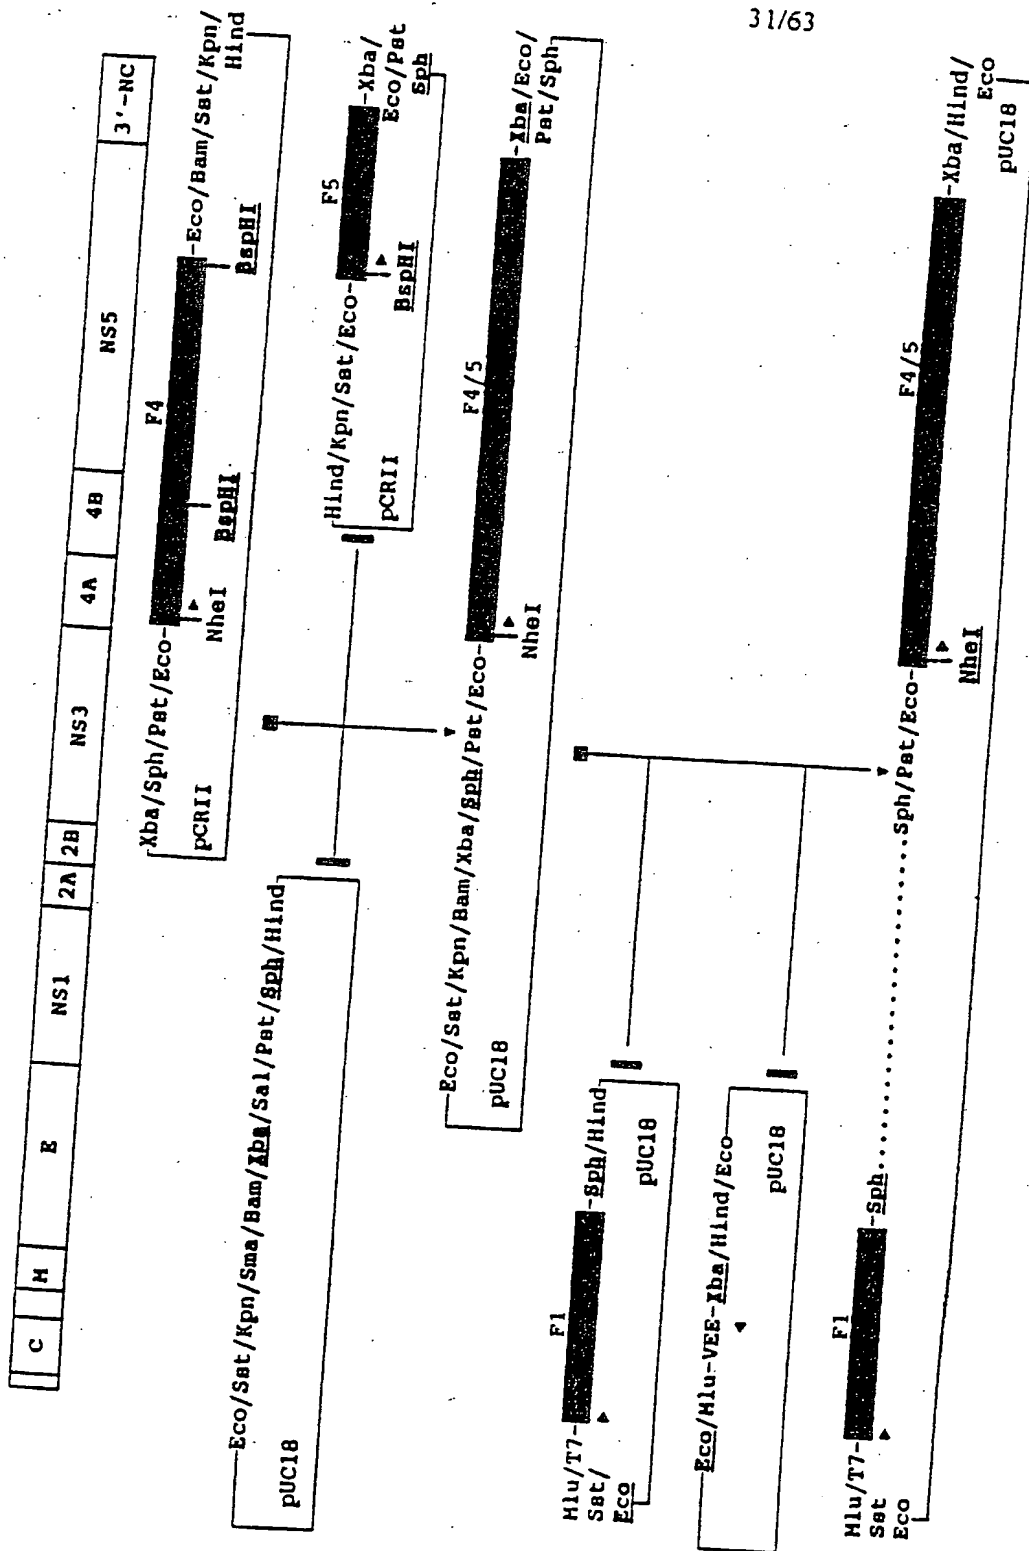 31/63
C
M
E
NS1
2A
2B
NS3
4A
4B
NS5
3'-NC
Xba/Sph/Pst/Eco
F4
Eco/Bam/Sst/Kpn/
Hind
pCRII
NheI
BspHI
BspHI
Hind/Kpn/Sst/Eco
F5
Xba/
Eco/Pst
Sph
pCRII
BspHI
Eco/Sst/Kpn/Sma/Bam/Xba/Sal/Pst/Sph/Hind
pUC18
Eco/Sst/Kpn/Bam/Xba/Sph/Pst/Eco
F4/5
Xba/Eco/
Pst/Sph
pUC18
NheI
Mlu/T7
Sst/
Eco
F1
Sph/Hind
pUC18
Eco/Mlu-VEE-Xba/Hind/Eco
pUC18
Mlu/T7
Sst
Eco
F1
Sph
Sph/Pst/Eco
F4/5
Xba/Hind/
Eco
NheI
pUC18